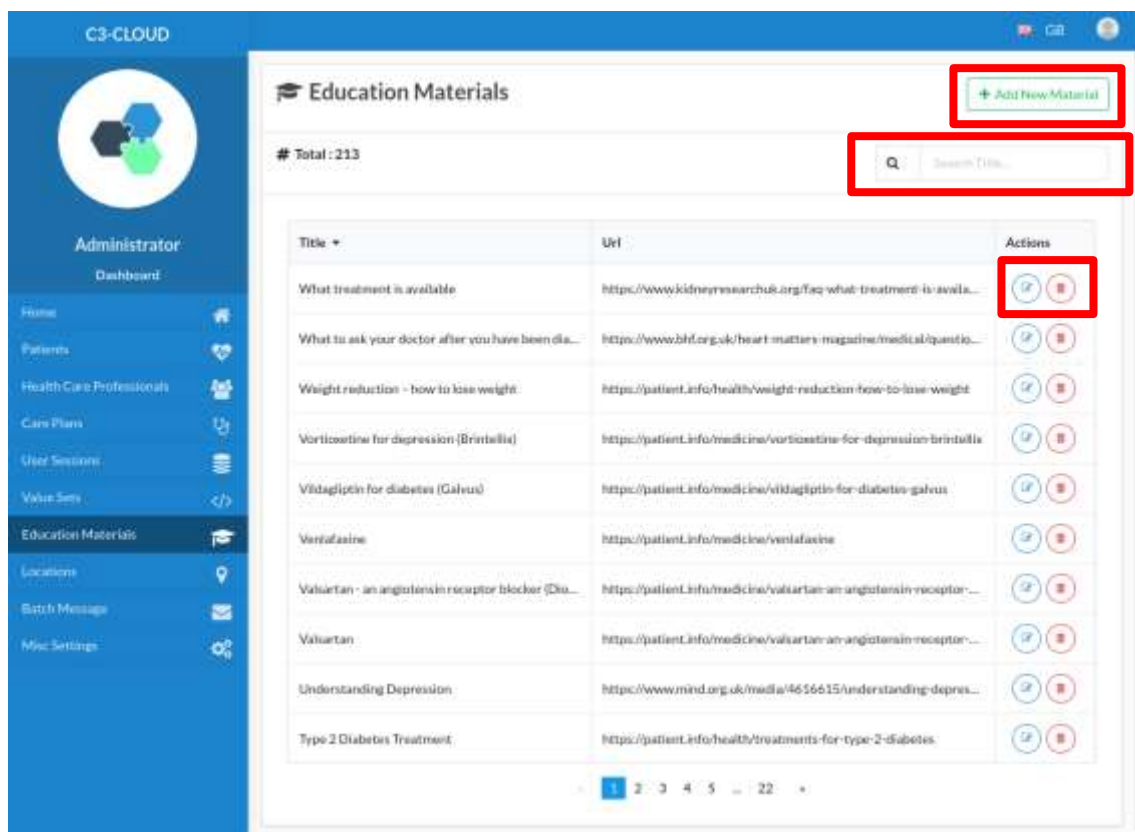 C3-CLOUD
GB
Administrator
Dashboard
Home
Patients
Health Care Professionals
Care Plans
User Sessions
Value Sets
</>
Education Materials
Locations
Batch Message
Misc Settings
Education Materials
+ Add New Material
# Total : 213
Search Title...
Title Url Actions
What treatment is available https://www.kidneyresearchuk.org/faq-what-treatment-is-availa...
What to ask your doctor after you have been dia... https://www.bhf.org.uk/heart-matters-magazine/medical/questio...
Weight reduction - how to lose weight https://patient.info/health/weight-reduction-how-to-lose-weight
Vortioxetine for depression (Brintellix) https://patient.info/medicine/vortioxetine-for-depression-brintellix
Vildagliptin for diabetes (Galvus) https://patient.info/medicine/vildagliptin-for-diabetes-galvus
Venlafaxine https://patient.info/medicine/venlafaxine
Valsartan - an angiotensin receptor blocker (Dio... https://patient.info/medicine/valsartan-an-angiotensin-receptor-...
Valsartan https://patient.info/medicine/valsartan-an-angiotensin-receptor-...
Understanding Depression https://www.mind.org.uk/media/4656615/understanding-depres...
Type 2 Diabetes Treatment https://patient.info/health/treatments-for-type-2-diabetes
1 2 3 4 5 ... 22 »